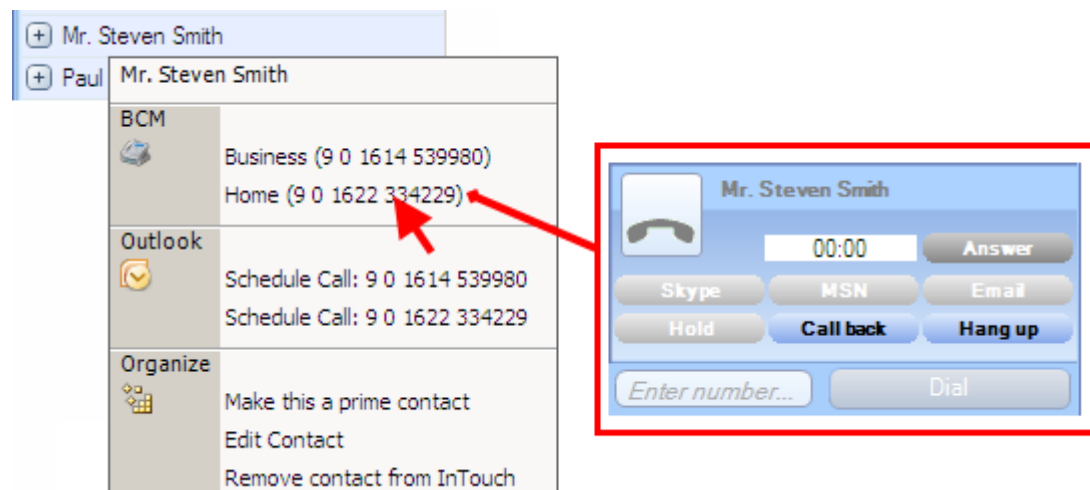 Mr. Steven Smith
Paul
Mr. Steven Smith
BCM
Business (9 0 1614 539980)
Home (9 0 1622 334229)
Outlook
Schedule Call: 9 0 1614 539980
Schedule Call: 9 0 1622 334229
Organize
Make this a prime contact
Edit Contact
Remove contact from InTouch
Mr. Steven Smith
00:00 Answer
Skype MSN Email
Hold Call back Hang up
Enter number... Dial